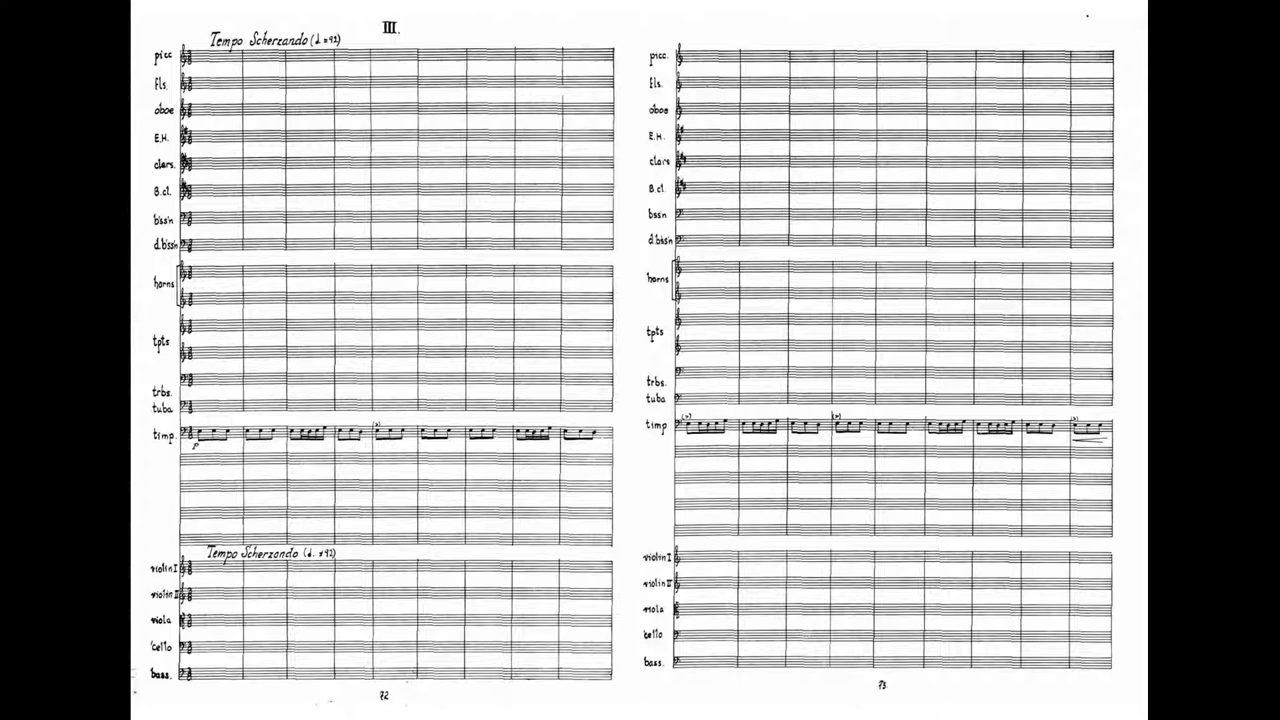 III.
Tempo Scherzando (d. = 92)
picc
fls.
oboe
E.H.
clars.
B.cl.
bssn
d.bssn
horns
tpts
trbs.
tuba
timp.
p
Tempo Scherzando (d. = 92)
violin I
violin II
viola
'cello
bass.
72
picc.
fls.
oboe
E.H.
clars
B.cl.
bssn
d.bssn
horns
tpts
trbs.
tuba
timp
violin I
violin II
viola
'cello
bass.
73